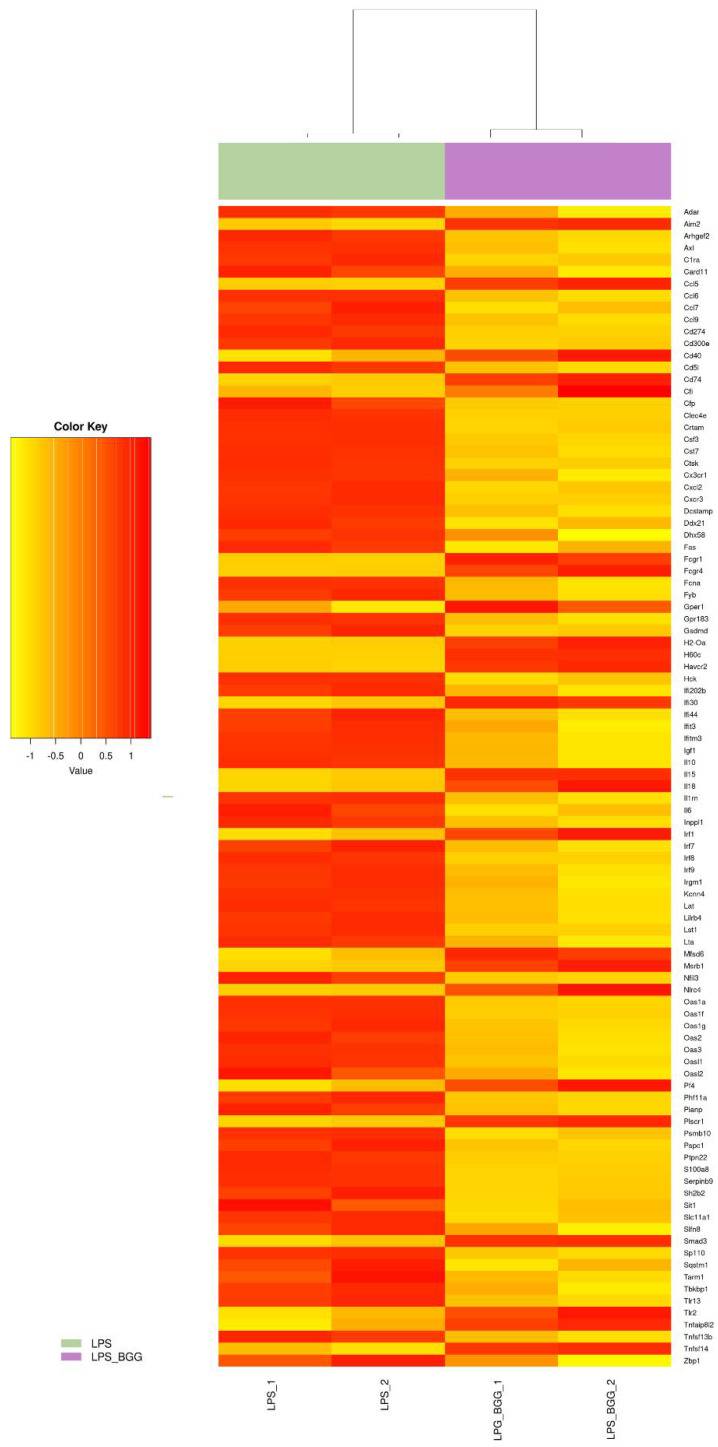 Adar
Aim2
Arhgef2
Axl
C1ra
Card11
Ccl5
Ccl6
Ccl7
Ccl9
Cd274
Cd300e
Cd40
Cd5l
Cd74
Cfi
Cfp
Clec4e
Crtam
Csf3
Cst7
Ctsk
Cx3cr1
Cxcl2
Cxcr3
Dcstamp
Ddx21
Dhx58
Fas
Fcgr1
Fcgr4
Fcna
Fyb
Gper1
Gpr183
Gsdmd
H2-Oa
H60c
Havcr2
Hck
Ifi202b
Ifi30
Ifi44
Ifit3
Ifitm3
Igf1
Il10
Il15
Il18
Il1rn
Il6
Inppl1
Irf1
Irf7
Irf8
Irf9
Irgm1
Kcnn4
Lat
Lilrb4
Lst1
Lta
Mfsd6
Msrb1
Nfil3
Nlrc4
Oas1a
Oas1f
Oas1g
Oas2
Oas3
Oasl1
Oasl2
Pf4
Phf11a
Pianp
Plscr1
Psmb10
Pspc1
Ptpn22
S100a8
Serpinb9
Sh2b2
Sit1
Slc11a1
Slfn8
Smad3
Sp110
Sqstm1
Tarm1
Tbkbp1
Tlr13
Tlr2
Tnfaip8l2
Tnfsf13b
Tnfsf14
Zbp1
Color Key
-1 -0.5 0 0.5 1
Value
LPS
LPS_BGG
LPS_1
LPS_2
LPG_BGG_1
LPS_BGG_2